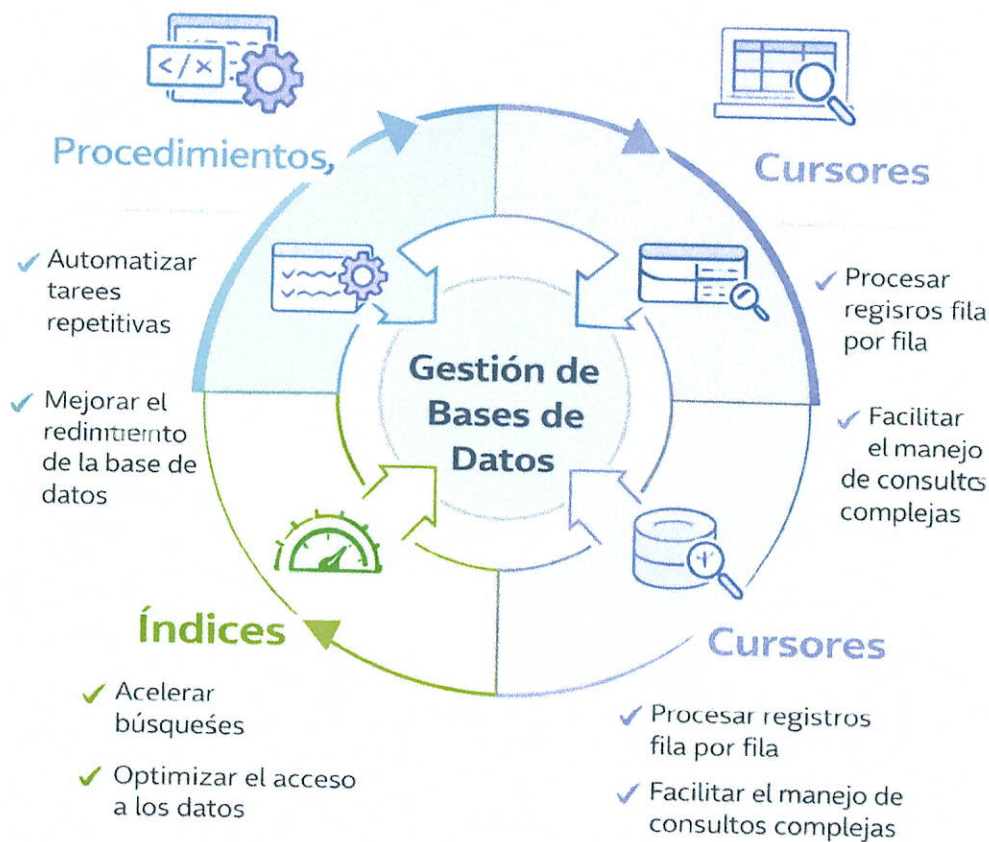 </×
Procedimientos,
Cursores
✓ Automatizar
tarees
repetitivas
✓ Mejorar el
redimtiernto
de la base de
datos
Gestión de
Bases de
Datos
✓ Procesar
regisros fila
por fila
✓ Facilitar
el manejo
de consultos
complejas
Índices
✓ Acelerar
búsqueśes
✓ Optimizar el acceso
a los datos
Cursores
✓ Procesar registros
fila por fila
✓ Facilitar el manejo de
consultos complejas